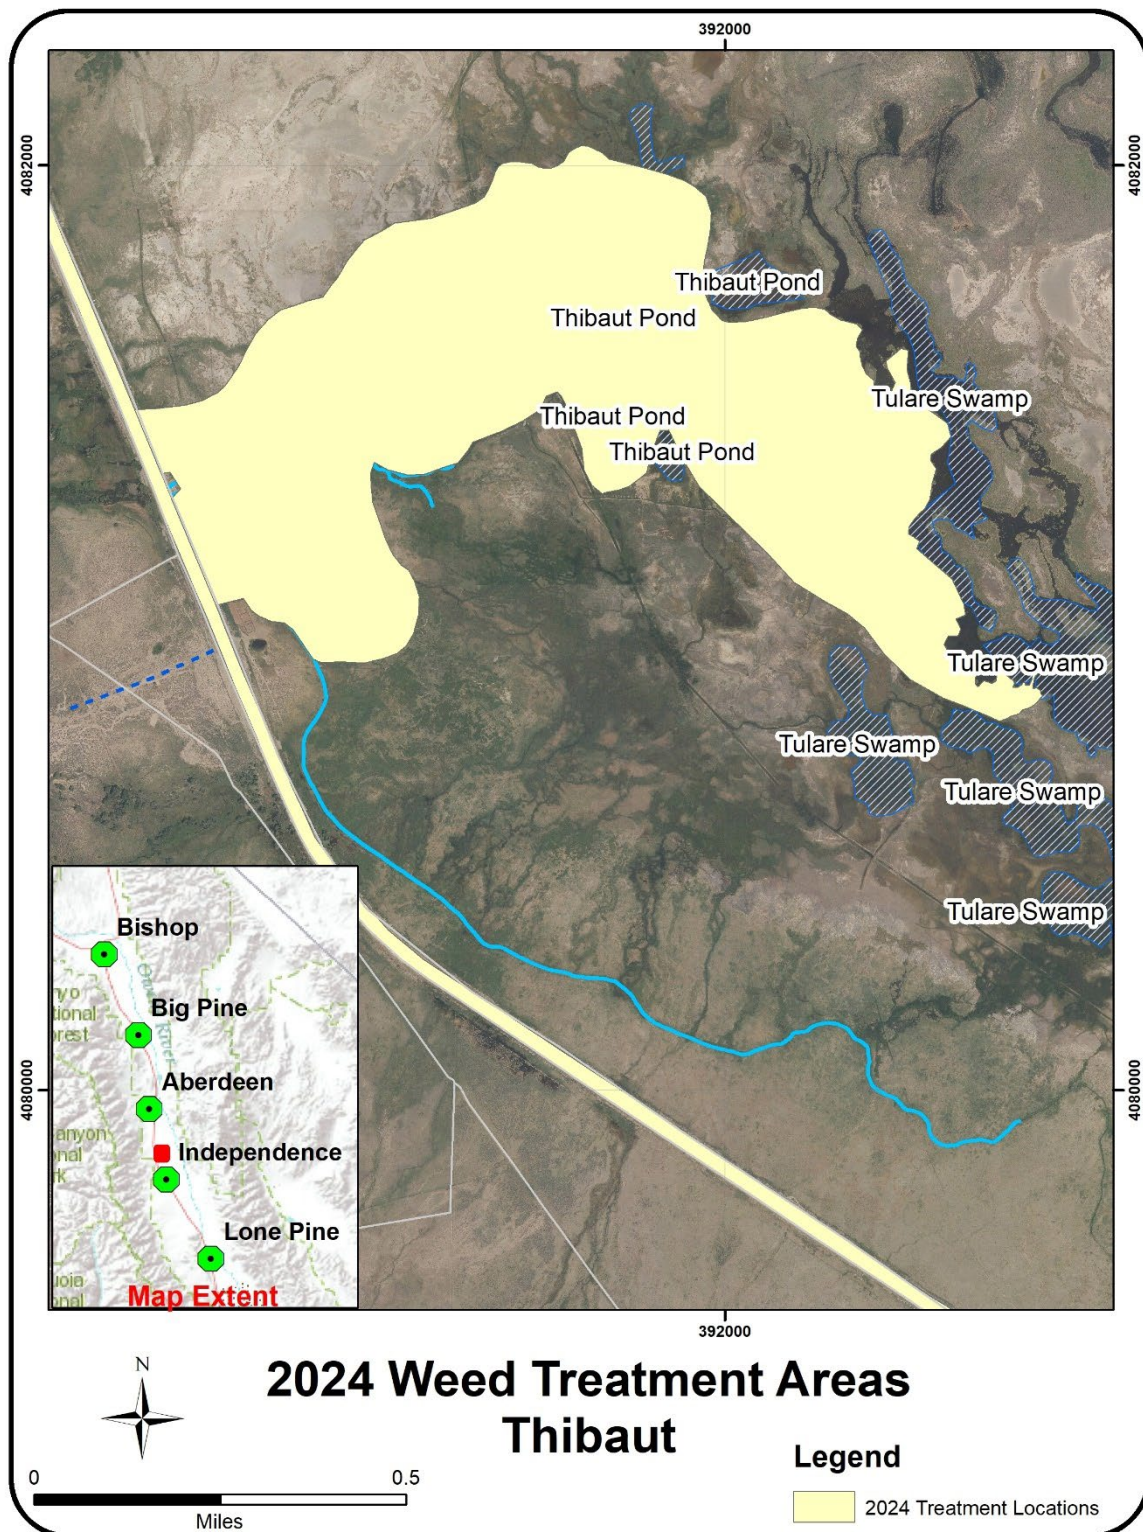 392000
4082000
4082000
Thibaut Pond
Thibaut Pond
Tulare Swamp
Thibaut Pond
Thibaut Pond
Tulare Swamp
Tulare Swamp
Tulare Swamp
Tulare Swamp
4080000
4080000
Bishop
Big Pine
Aberdeen
Independence
Lone Pine
Map Extent
392000
N
2024 Weed Treatment Areas
Thibaut
Legend
2024 Treatment Locations
0
0.5
Miles